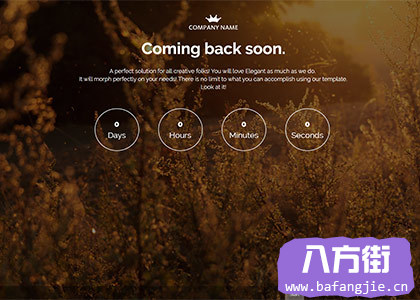 COMPANY NAME
Coming back soon.
A perfect solution for all creative folks! You will love Elegant as much as we do.
It will morph perfectly on your needs! There is no limit to what you can accomplish using our template.
Look at it!
0 0 0 0
Days Hours Minutes Seconds
八方街
www.bafangjie.cn